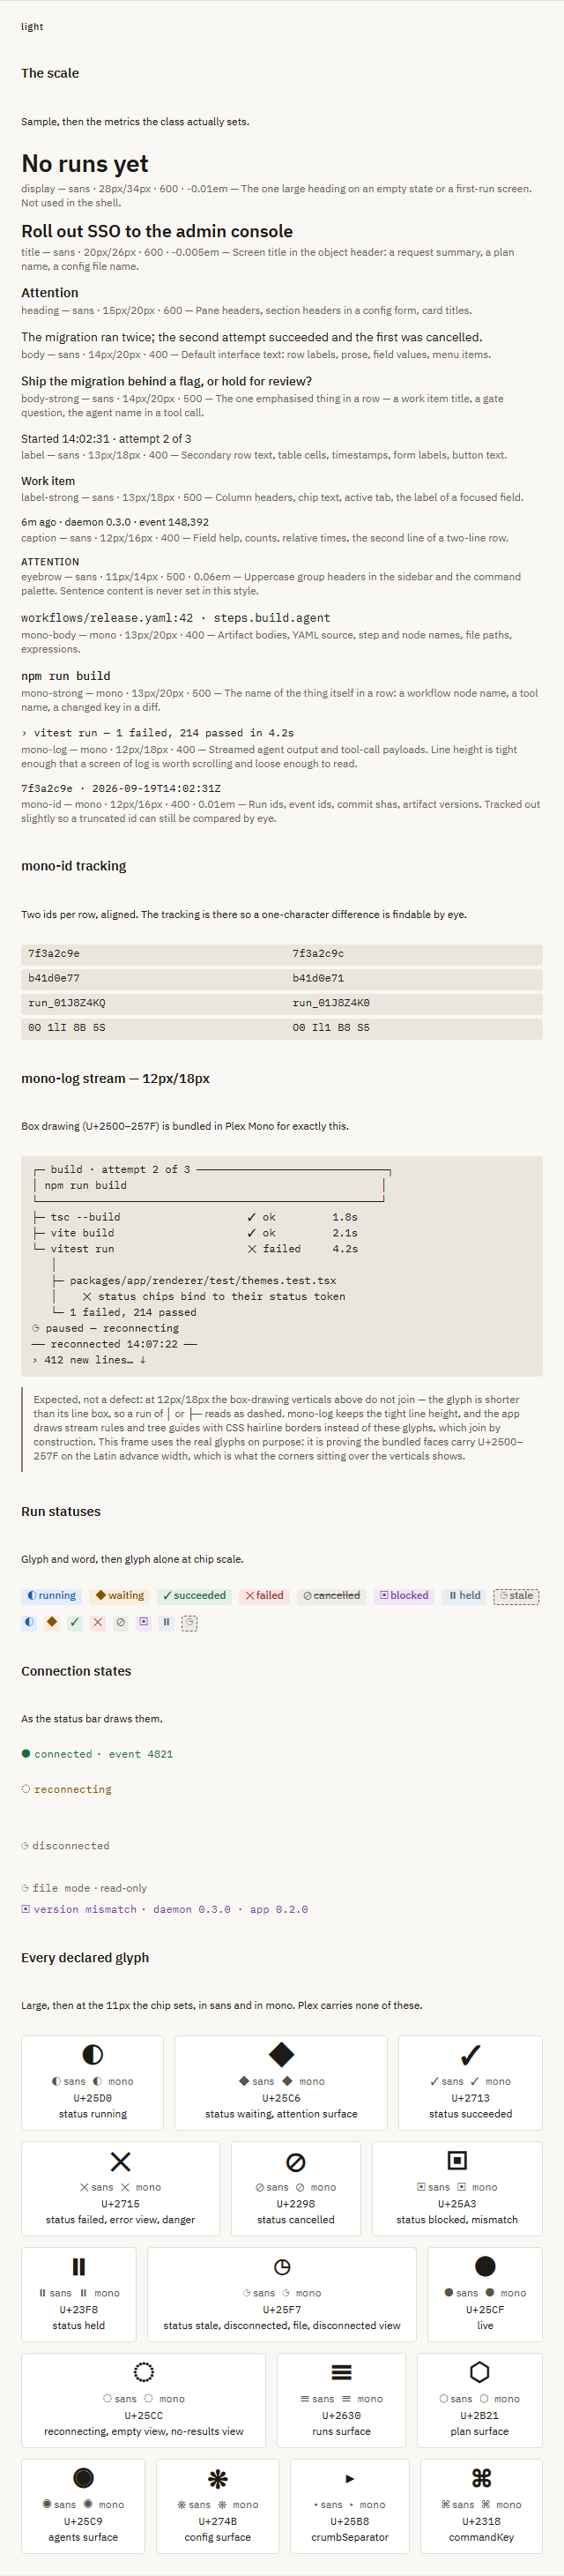 light
The scale
Sample, then the metrics the class actually sets.
No runs yet
display — sans · 28px/34px · 600 · -0.01em — The one large heading on an empty state or a first-run screen.
Not used in the shell.
Roll out SSO to the admin console
title — sans · 20px/26px · 600 · -0.005em — Screen title in the object header: a request summary, a plan
name, a config file name.
Attention
heading — sans · 15px/20px · 600 — Pane headers, section headers in a config form, card titles.
The migration ran twice; the second attempt succeeded and the first was cancelled.
body — sans · 14px/20px · 400 — Default interface text: row labels, prose, field values, menu items.
Ship the migration behind a flag, or hold for review?
body-strong — sans · 14px/20px · 500 — The one emphasised thing in a row — a work item title, a gate
question, the agent name in a tool call.
Started 14:02:31 · attempt 2 of 3
label — sans · 13px/18px · 400 — Secondary row text, table cells, timestamps, form labels, button text.
Work item
label-strong — sans · 13px/18px · 500 — Column headers, chip text, active tab, the label of a focused field.
6m ago · daemon 0.3.0 · event 148,392
caption — sans · 12px/16px · 400 — Field help, counts, relative times, the second line of a two-line row.
ATTENTION
eyebrow — sans · 11px/14px · 500 · 0.06em — Uppercase group headers in the sidebar and the command
palette. Sentence content is never set in this style.
workflows/release.yaml:42 · steps.build.agent
mono-body — mono · 13px/20px · 400 — Artifact bodies, YAML source, step and node names, file paths,
expressions.
npm run build
mono-strong — mono · 13px/20px · 500 — The name of the thing itself in a row: a workflow node name, a tool
name, a changed key in a diff.
› vitest run — 1 failed, 214 passed in 4.2s
mono-log — mono · 12px/18px · 400 — Streamed agent output and tool-call payloads. Line height is tight
enough that a screen of log is worth scrolling and loose enough to read.
7f3a2c9e · 2026-09-19T14:02:31Z
mono-id — mono · 12px/16px · 400 · 0.01em — Run ids, event ids, commit shas, artifact versions. Tracked out
slightly so a truncated id can still be compared by eye.
mono-id tracking
Two ids per row, aligned. The tracking is there so a one-character difference is findable by eye.
7f3a2c9e 7f3a2c9c
b41d0e77 b41d0e71
run_01J8Z4KQ run_01J8Z4K0
0O 1lI 8B 5S O0 Il1 B8 S5
mono-log stream — 12px/18px
Box drawing (U+2500–257F) is bundled in Plex Mono for exactly this.
┌─ build · attempt 2 of 3 ──────────────────────────────┐
│ npm run build │
└───────────────────────────────────────────────────────┘
├─ tsc --build ✓ ok 1.8s
├─ vite build ✓ ok 2.1s
└─ vitest run ✕ failed 4.2s
│
├─ packages/app/renderer/test/themes.test.tsx
│ ✕ status chips bind to their status token
└─ 1 failed, 214 passed
◷ paused — reconnecting
── reconnected 14:07:22 ──
› 412 new lines… ↓
Expected, not a defect: at 12px/18px the box-drawing verticals above do not join — the glyph is shorter
than its line box, so a run of │ or ├─ reads as dashed. mono-log keeps the tight line height, and the app
draws stream rules and tree guides with CSS hairline borders instead of these glyphs, which join by
construction. This frame uses the real glyphs on purpose: it is proving the bundled faces carry U+2500–
257F on the Latin advance width, which is what the corners sitting over the verticals shows.
Run statuses
Glyph and word, then glyph alone at chip scale.
◐ running ◆ waiting ✓ succeeded ✕ failed ⊘ cancelled ▣ blocked ⏸ held ◷ stale
◐ ◆ ✓ ✕ ⊘ ▣ ⏸ ◷
Connection states
As the status bar draws them.
● connected · event 4821
◌ reconnecting
◷ disconnected
◷ file mode · read-only
▣ version mismatch · daemon 0.3.0 · app 0.2.0
Every declared glyph
Large, then at the 11px the chip sets, in sans and in mono. Plex carries none of these.
◐ ◆ ✓
◐ sans ◐ mono ◆ sans ◆ mono ✓ sans ✓ mono
U+25D0 U+25C6 U+2713
status running status waiting, attention surface status succeeded
✕ ⊘ ▣
✕ sans ✕ mono ⊘ sans ⊘ mono ▣ sans ▣ mono
U+2715 U+2298 U+25A3
status failed, error view, danger status cancelled status blocked, mismatch
⏸ ◷ ●
⏸ sans ⏸ mono ◷ sans ◷ mono ● sans ● mono
U+23F8 U+25F7 U+25CF
status held status stale, disconnected, file, disconnected view live
◌ ☰ ⬡
◌ sans ◌ mono ☰ sans ☰ mono ⬡ sans ⬡ mono
U+25CC U+2630 U+2B21
reconnecting, empty view, no-results view runs surface plan surface
◉ ❋ ▸ ⌘
◉ sans ◉ mono ❋ sans ❋ mono ▸ sans ▸ mono ⌘ sans ⌘ mono
U+25C9 U+274B U+25B8 U+2318
agents surface config surface crumbSeparator commandKey